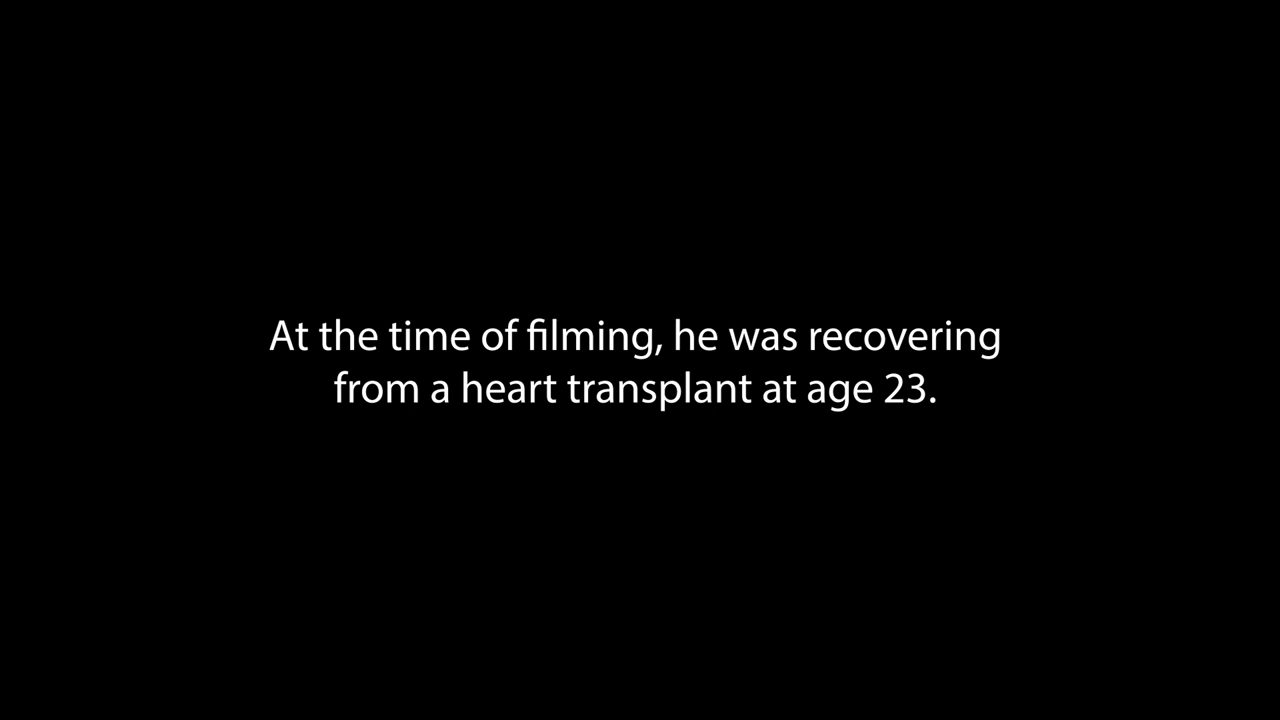 At the time of filming, he was recovering
from a heart transplant at age 23.